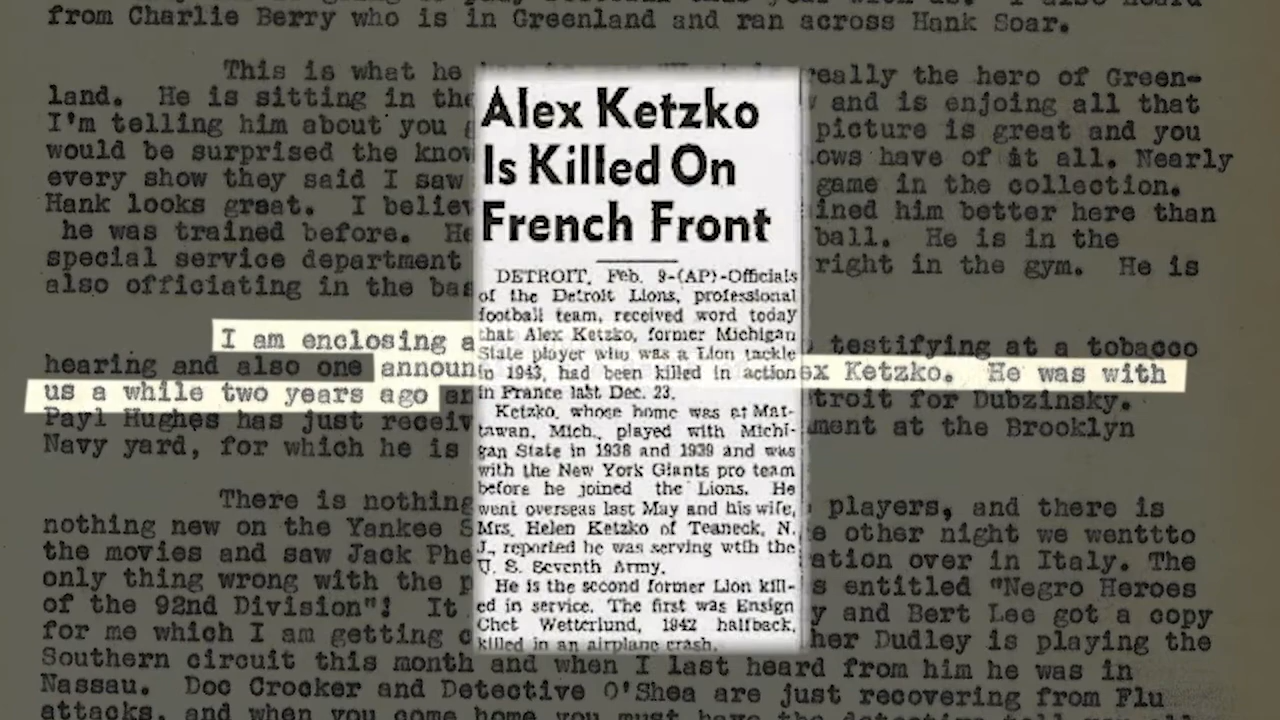 from Charlie Berry who is in Greenland and ran across Hank Soar.
This is what he really the hero of Green-
land. He is sitting in the and is enjoing all that
I'm telling him about you picture is great and you
would be surprised the know have of it all. Nearly
every show they said I saw game in the collection.
Hank looks great. I believ ined him better here than
he was trained before. He ball. He is in the
special service department right in the gym. He is
also officiating in the bas
I am enclosing a testifying at a tobacco
hearing and also one announ ex Ketzko. He was with
us a while two years ago an troit for Dubzinsky.
Payl Hughes has just receiv ment at the Brooklyn
Navy yard, for which he is
There is nothing players, and there is
nothing new on the Yankee S e other night we wenttto
the movies and saw Jack Phe ation over in Italy. The
only thing wrong with the p s entitled "Negro Heroes
of the 92nd Division"! It y and Bert Lee got a copy
for me which I am getting c her Dudley is playing the
Southern circuit this month and when I last heard from him he was in
Nassau. Doc Crocker and Detective O'Shea are just recovering from Flu
attacks, and when you come home you must have the detective tell
Alex Ketzko
Is Killed On
French Front
DETROIT, Feb. 9-(AP)-Officials
of the Detroit Lions, professional
football team, received word today
that Alex Ketzko, former Michigan
State player who was a Lion tackle
in 1943, had been killed in action
in France last Dec. 23.
Ketzko, whose home was at Mat-
tawan, Mich., played with Michi-
gan State in 1938 and 1939 and was
with the New York Giants pro team
before he joined the Lions. He
went overseas last May and his wife,
Mrs. Helen Ketzko of Teaneck, N.
J., reported he was serving wtih the
U. S. Seventh Army.
He is the second former Lion kill-
ed in service. The first was Ensign
Chet Wetterlund, 1942 halfback,
killed in an airplane crash.